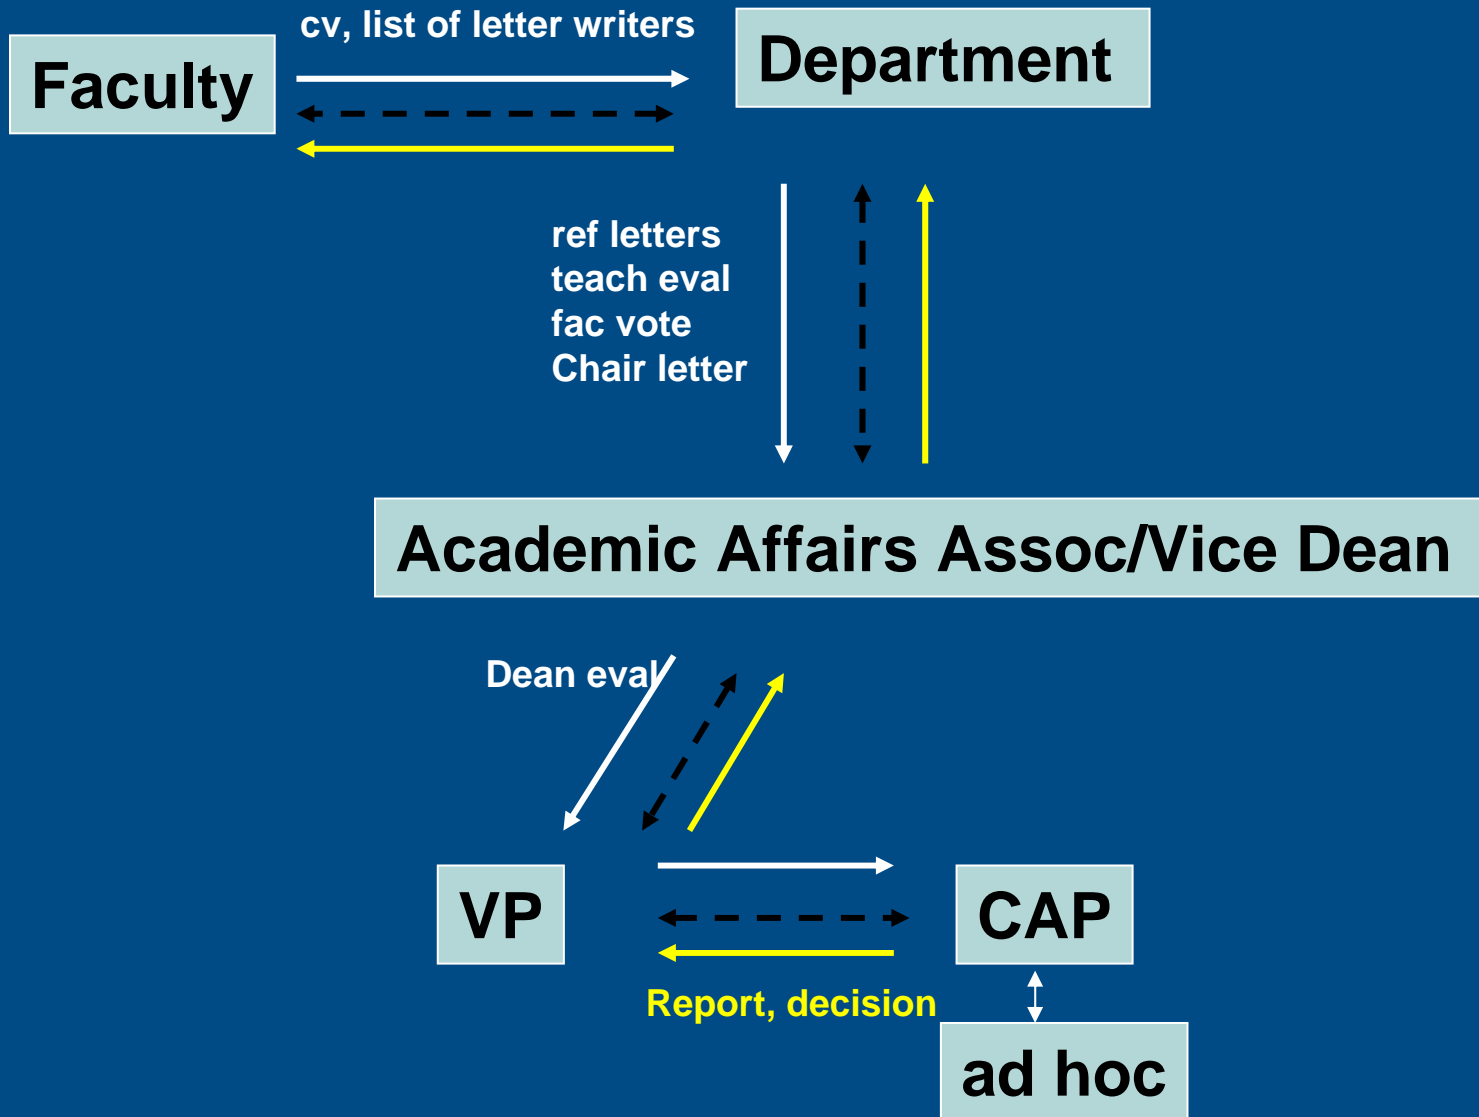 cv, list of letter writers
Faculty
Department
ref letters
teach eval
fac vote
Chair letter
Academic Affairs Assoc/Vice Dean
Dean eval
VP
CAP
Report, decision
ad hoc